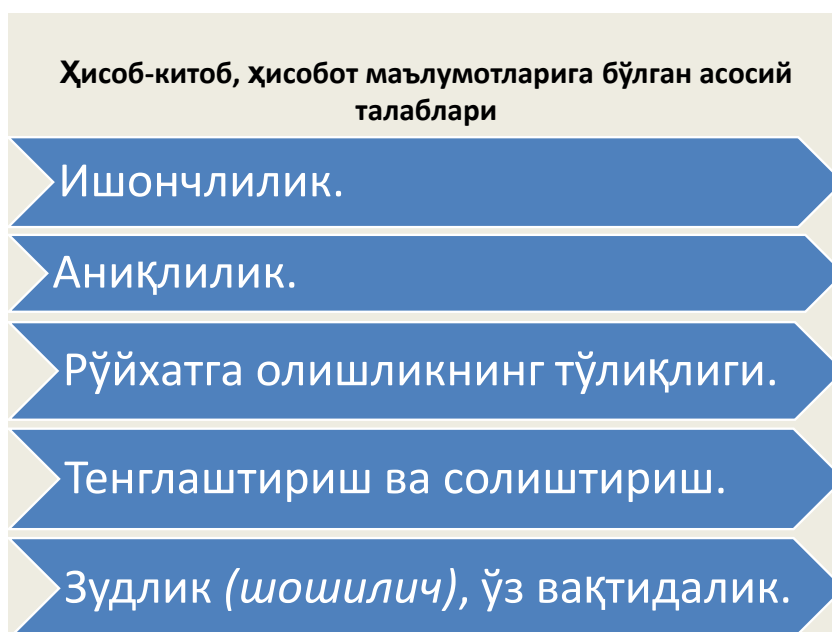 Ҳисоб-китоб, ҳисобот маълумотларига бўлган асосий
талаблари
Ишончлилик.
Аниқлилик.
Рўйхатга олишликнинг тўлиқлиги.
Тенглаштириш ва солиштириш.
Зудлик (шошилич), ўз вақтидалик.